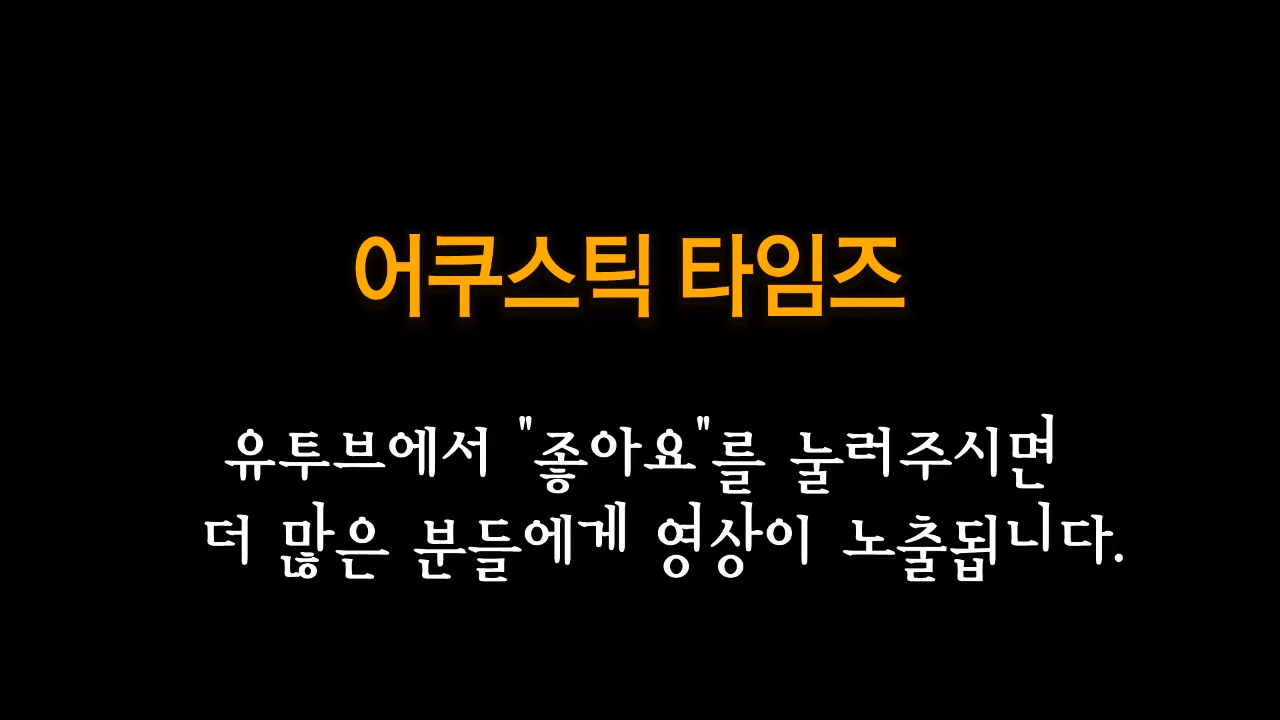 어쿠스틱 타임즈
유투브에서 "좋아요"를 눌러주시면
더 많은 분들에게 영상이 노출됩니다.